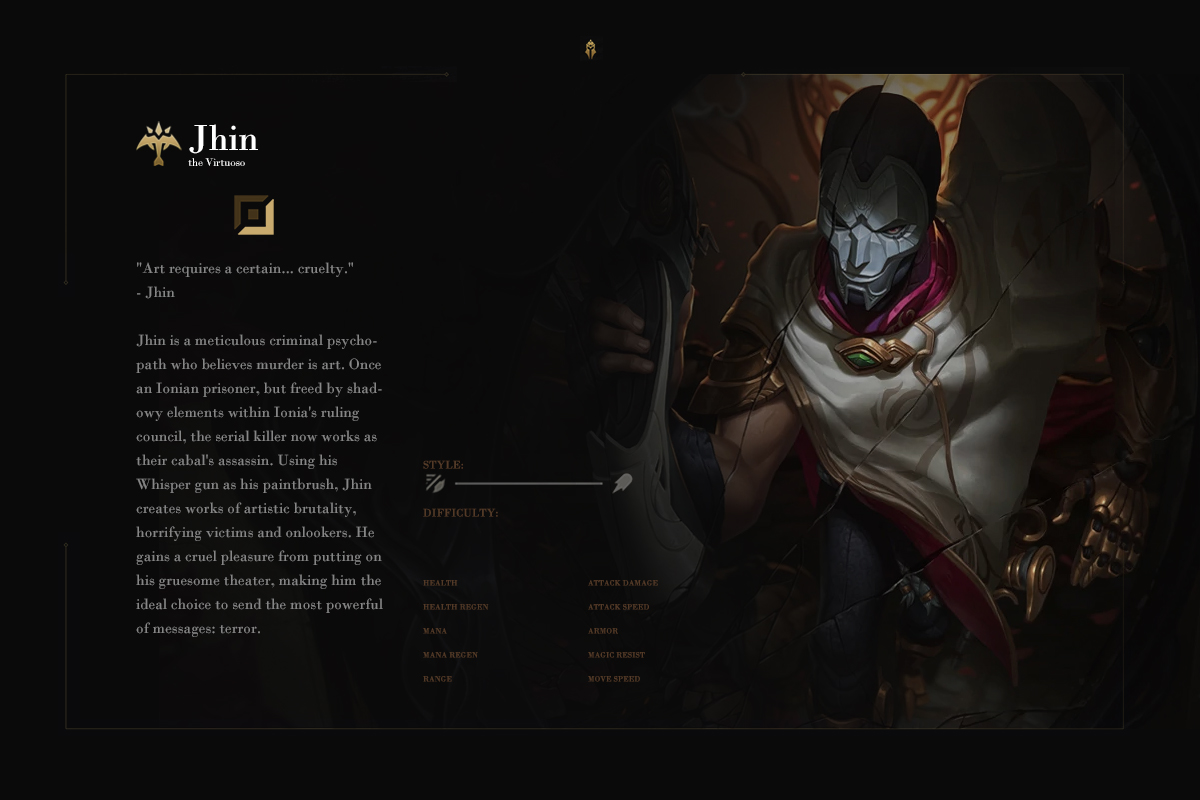 Jhin
the Virtuoso
"Art requires a certain... cruelty."
- Jhin
Jhin is a meticulous criminal psycho-
path who believes murder is art. Once
an Ionian prisoner, but freed by shad-
owy elements within Ionia's ruling
council, the serial killer now works as
their cabal's assassin. Using his
Whisper gun as his paintbrush, Jhin
creates works of artistic brutality,
horrifying victims and onlookers. He
gains a cruel pleasure from putting on
his gruesome theater, making him the
ideal choice to send the most powerful
of messages: terror.
STYLE:
DIFFICULTY:
HEALTH
HEALTH REGEN
MANA
MANA REGEN
RANGE
ATTACK DAMAGE
ATTACK SPEED
ARMOR
MAGIC RESIST
MOVE SPEED